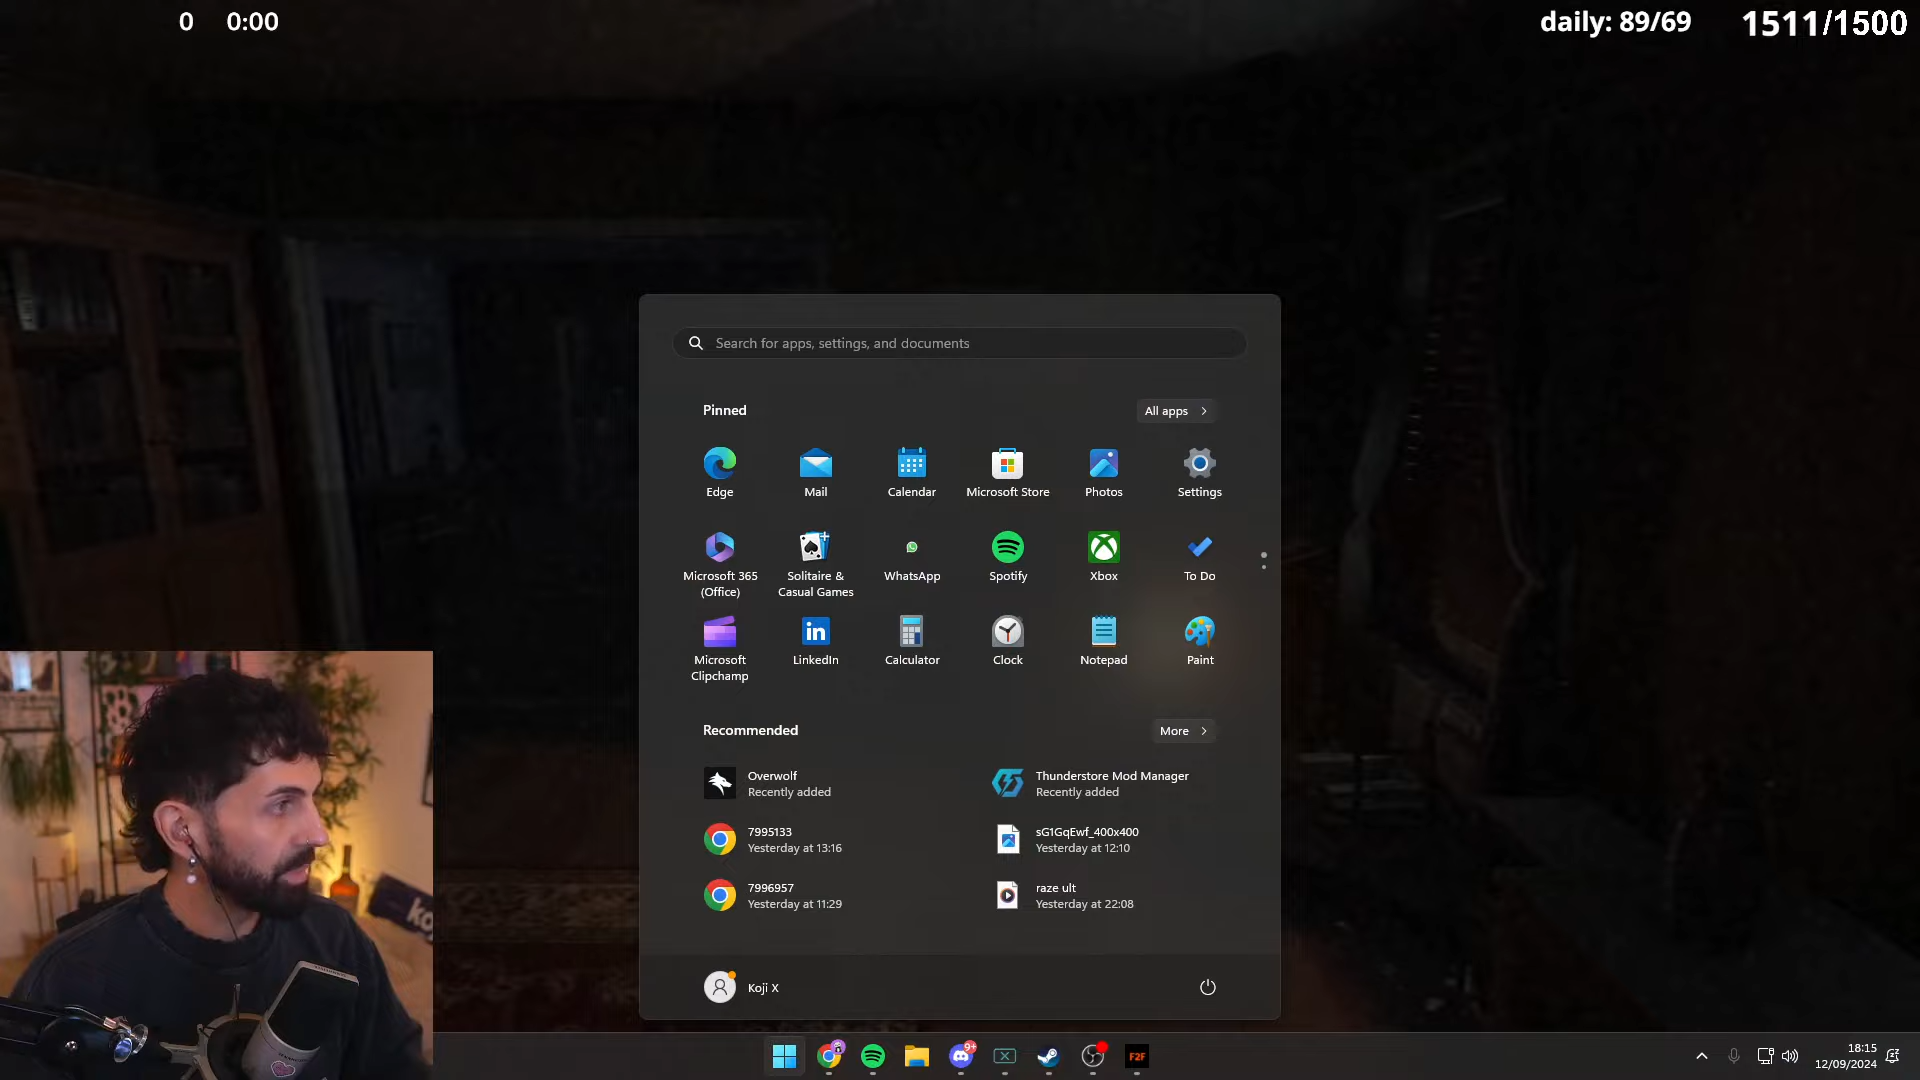 0 0:00 daily: 89/69 1511/1500
Search for apps, settings, and documents
Pinned
All apps
Edge
Mail
Calendar
Microsoft Store
Photos
Settings
Microsoft 365
(Office)
Solitaire &
Casual Games
WhatsApp
Spotify
Xbox
To Do
Microsoft
Clipchamp
LinkedIn
Calculator
Clock
Notepad
Paint
Recommended
More
Overwolf
Recently added
Thunderstore Mod Manager
Recently added
7995133
Yesterday at 13:16
sG1GqEwf_400x400
Yesterday at 12:10
7996957
Yesterday at 11:29
raze ult
Yesterday at 22:08
Koji X
9+
F2F
18:15
12/09/2024